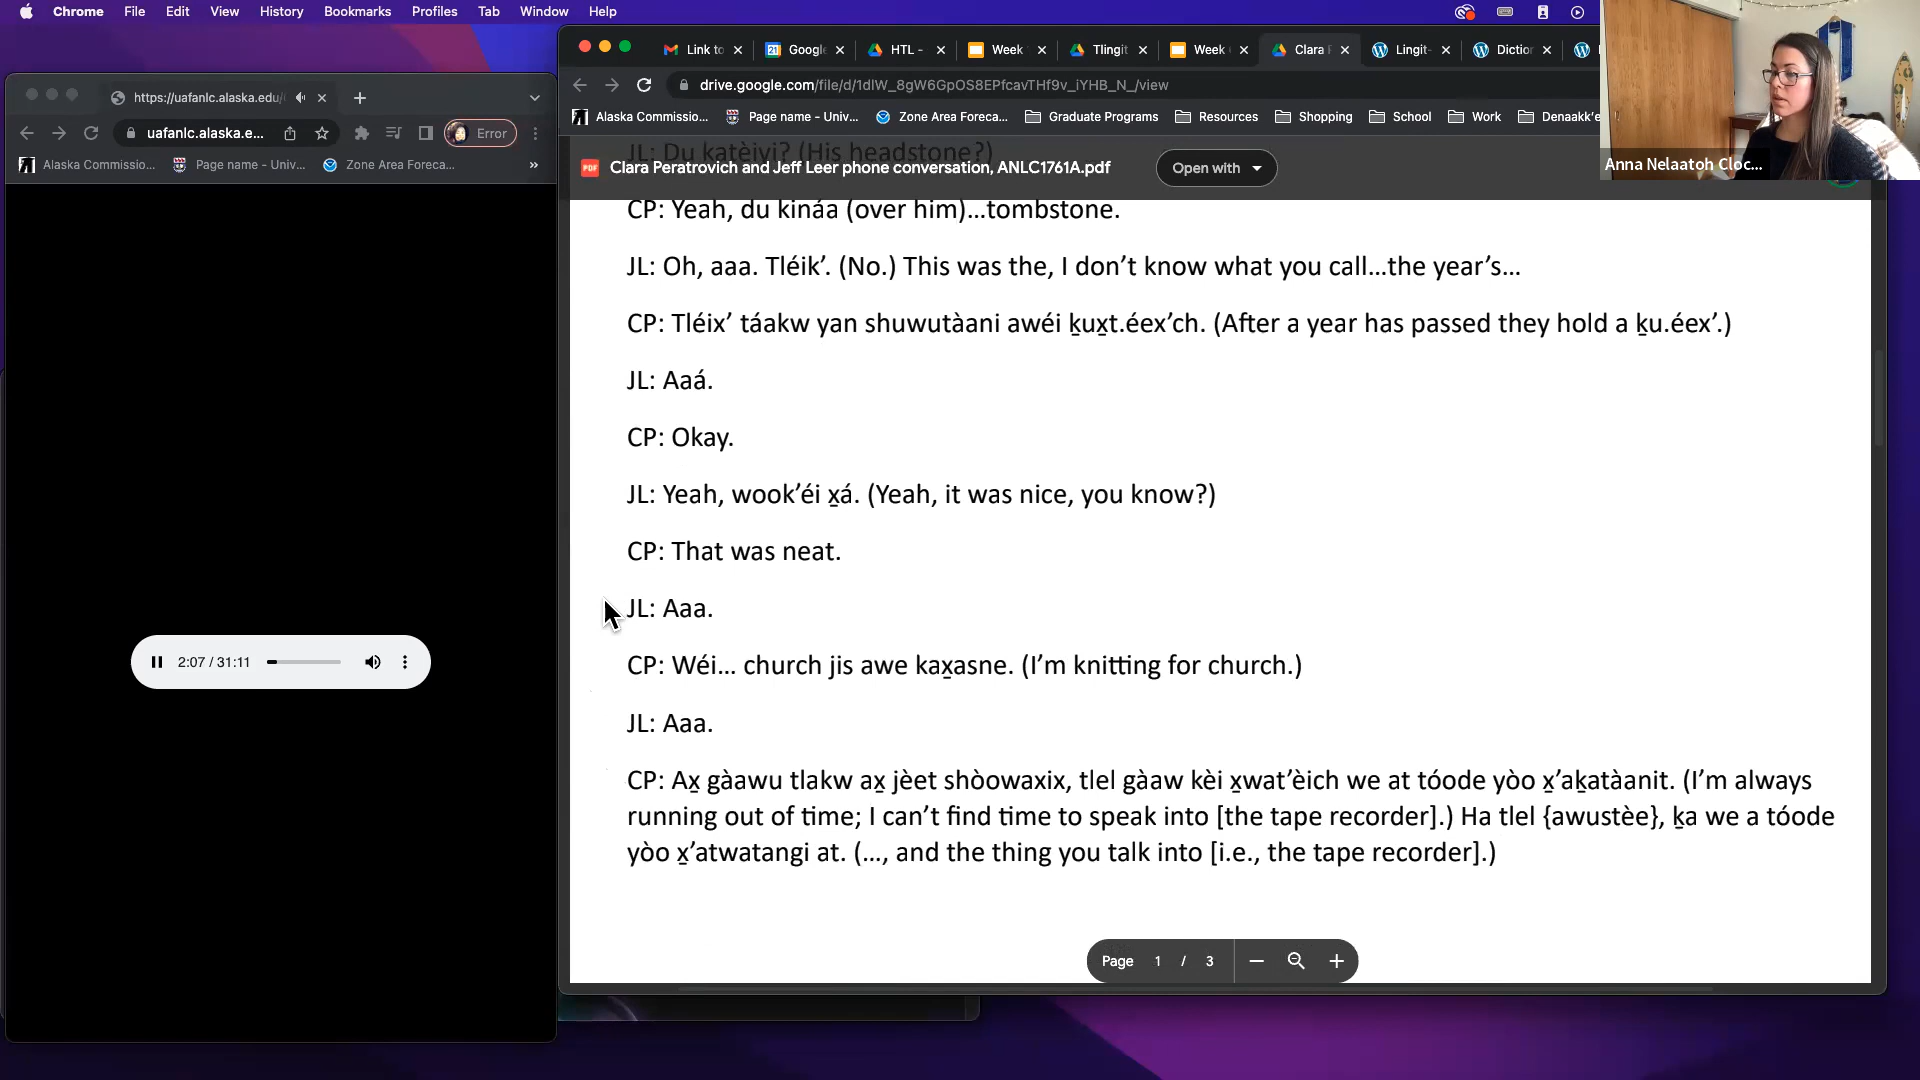 Chrome File Edit View History Bookmarks Profiles Tab Window Help
Link to Google HTL - Week Tlingit Week Clara P Lingit- Diction
https://uafanlc.alaska.edu/
drive.google.com/file/d/1dlW_8gW6GpOS8EPfcavTHf9v_iYHB_N_/view
uafanlc.alaska.e... Error
Alaska Commissio... Page name - Univ... Zone Area Foreca... Graduate Programs Resources Shopping School Work Denaakk'e
Alaska Commissio... Page name - Univ... Zone Area Foreca... »
Anna Nelaatoh Cloc...
JL: Du katèiyi? (His headstone?)
PDF Clara Peratrovich and Jeff Leer phone conversation, ANLC1761A.pdf Open with
CP: Yeah, du kináa (over him)…tombstone.
JL: Oh, aaa. Tléik’. (No.) This was the, I don’t know what you call…the year’s…
CP: Tléix’ táakw yan shuwutàani awéi ḵux̱t.éex’ch. (After a year has passed they hold a ḵu.éex’.)
JL: Aaá.
CP: Okay.
JL: Yeah, wook’éi x̱á. (Yeah, it was nice, you know?)
CP: That was neat.
JL: Aaa.
CP: Wéi… church jis awe kax̱asne. (I’m knitting for church.)
JL: Aaa.
CP: Ax̱ gàawu tlakw ax̱ jèet shòowaxix, tlel gàaw kèi x̱wat’èich we at tóode yòo x̱’aḵatàanit. (I’m always
running out of time; I can’t find time to speak into [the tape recorder].) Ha tlel {awustèe}, ḵa we a tóode
yòo x̱’atwatangi at. (…, and the thing you talk into [i.e., the tape recorder].)
2:07 / 31:11
Page 1 / 3